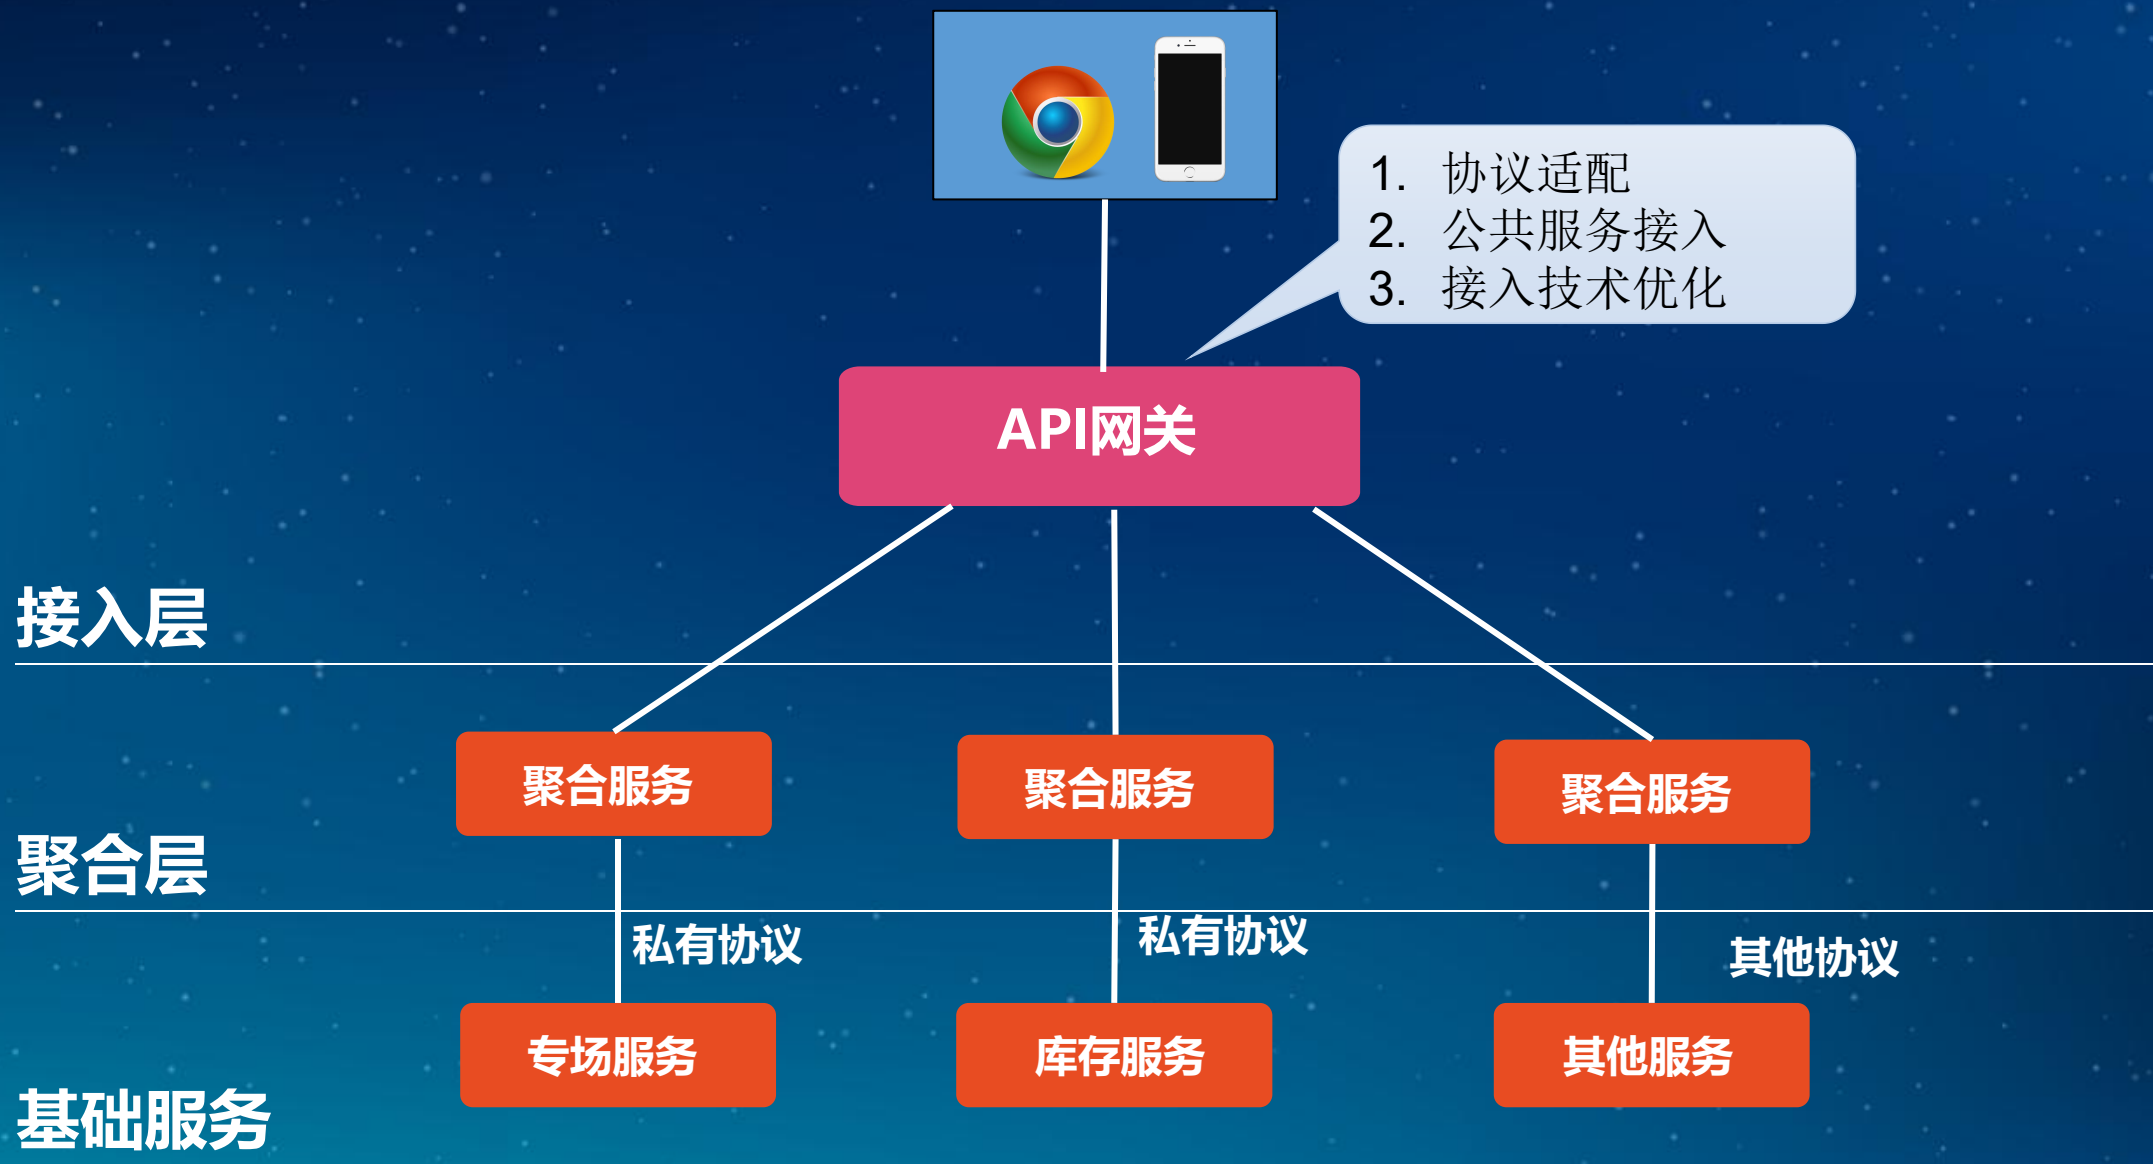 1. 协议适配
2. 公共服务接入
3. 接入技术优化
API网关
接入层
聚合服务
聚合服务
聚合服务
聚合层
私有协议
私有协议
其他协议
专场服务
库存服务
其他服务
基础服务